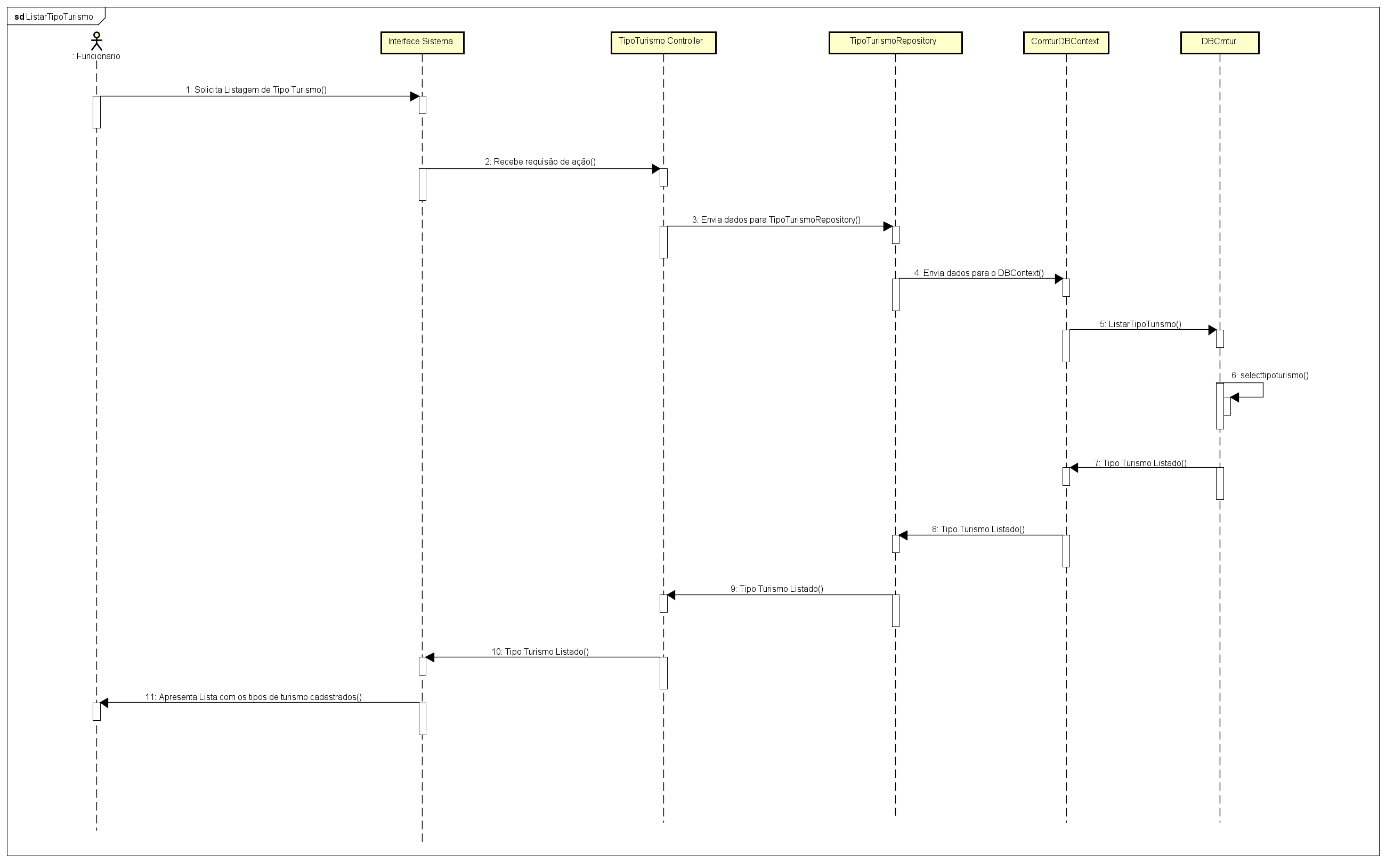 sd ListarTipoTurismo
: Funcionario
Interface Sistema
TipoTurismo Controller
TipoTurismoRepository
ComturDBContext
DBCmtur
1: Solicita Listagem de Tipo Turismo()
2: Recebe requisão de ação()
3: Envia dados para TipoTurismoRepository()
4: Envia dados para o DBContext()
5: ListarTipoTurismo()
6: selecttipoturismo()
7: Tipo Turismo Listado()
8: Tipo Turismo Listado()
9: Tipo Turismo Listado()
10: Tipo Turismo Listado()
11: Apresenta Lista com os tipos de turismo cadastrados()